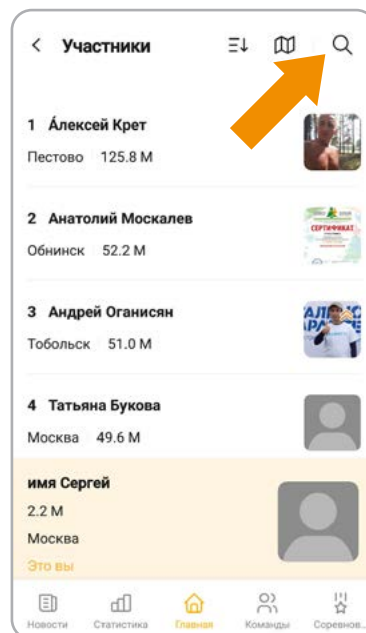 Участники
1 Áлексей Крет
Пестово 125.8 М
2 Анатолий Москалев
СЕРТИФИКАТ
Обнинск 52.2 М
3 Андрей Оганисян
Тобольск 51.0 М
4 Татьяна Букова
Москва 49.6 М
имя Сергей
2.2 М
Москва
Это вы
Новости Статистика Главная Команды Соревнов...